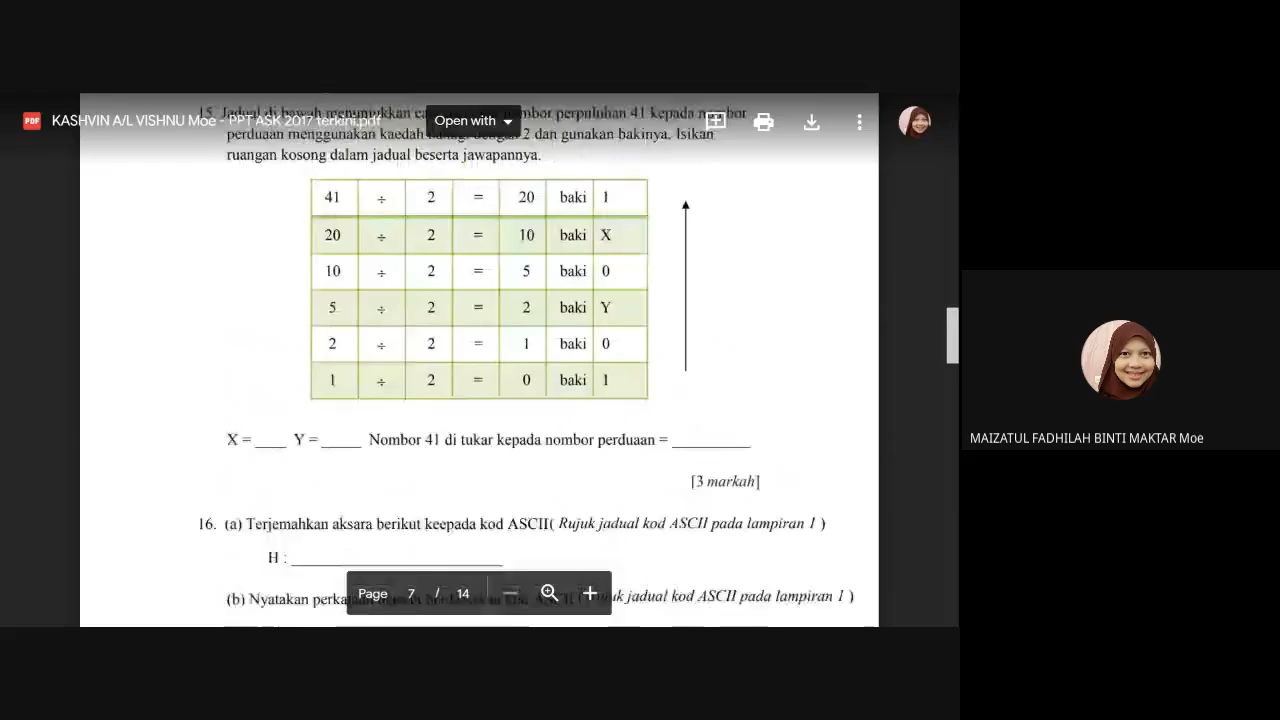 KASHVIN A/L VISHNU Moe - PPT ASK 2017 terkini.pdf
Open with
15. Jadual di bawah menunjukkan nombor perpuluhan 41 kepada nombor
perduaan menggunakan kaedah 2 dan gunakan bakinya. Isikan
ruangan kosong dalam jadual beserta jawapannya.
41 ÷ 2 = 20 baki 1
20 ÷ 2 = 10 baki X
10 ÷ 2 = 5 baki 0
5 ÷ 2 = 2 baki Y
2 ÷ 2 = 1 baki 0
1 ÷ 2 = 0 baki 1
X = ____ Y = _____ Nombor 41 di tukar kepada nombor perduaan = __________
[3 markah]
16. (a) Terjemahkan aksara berikut keepada kod ASCII( Rujuk jadual kod ASCII pada lampiran 1 )
H : ___________________________
(b) Nyatakan jadual kod ASCII pada lampiran 1 )
Page 7 / 14
MAIZATUL FADHILAH BINTI MAKTAR Moe